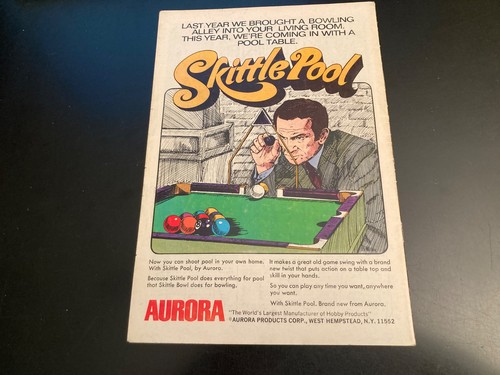 LAST YEAR WE BROUGHT A BOWLING
ALLEY INTO YOUR LIVING ROOM.
THIS YEAR, WE'RE COMING IN WITH A
POOL TABLE.
Skittle Pool
Now you can shoot pool in your own home.
With Skittle Pool, by Aurora.
Because Skittle Pool does everything for pool
that Skittle Bowl does for bowling.
It makes a great old game swing with a brand
new twist that puts action on a table top and
skill in your hands.
So you can play any time you want, anywhere
you want.
With Skittle Pool. Brand new from Aurora.
AURORA
"The World's Largest Manufacturer of Hobby Products"
©AURORA PRODUCTS CORP., WEST HEMPSTEAD, N.Y. 11552